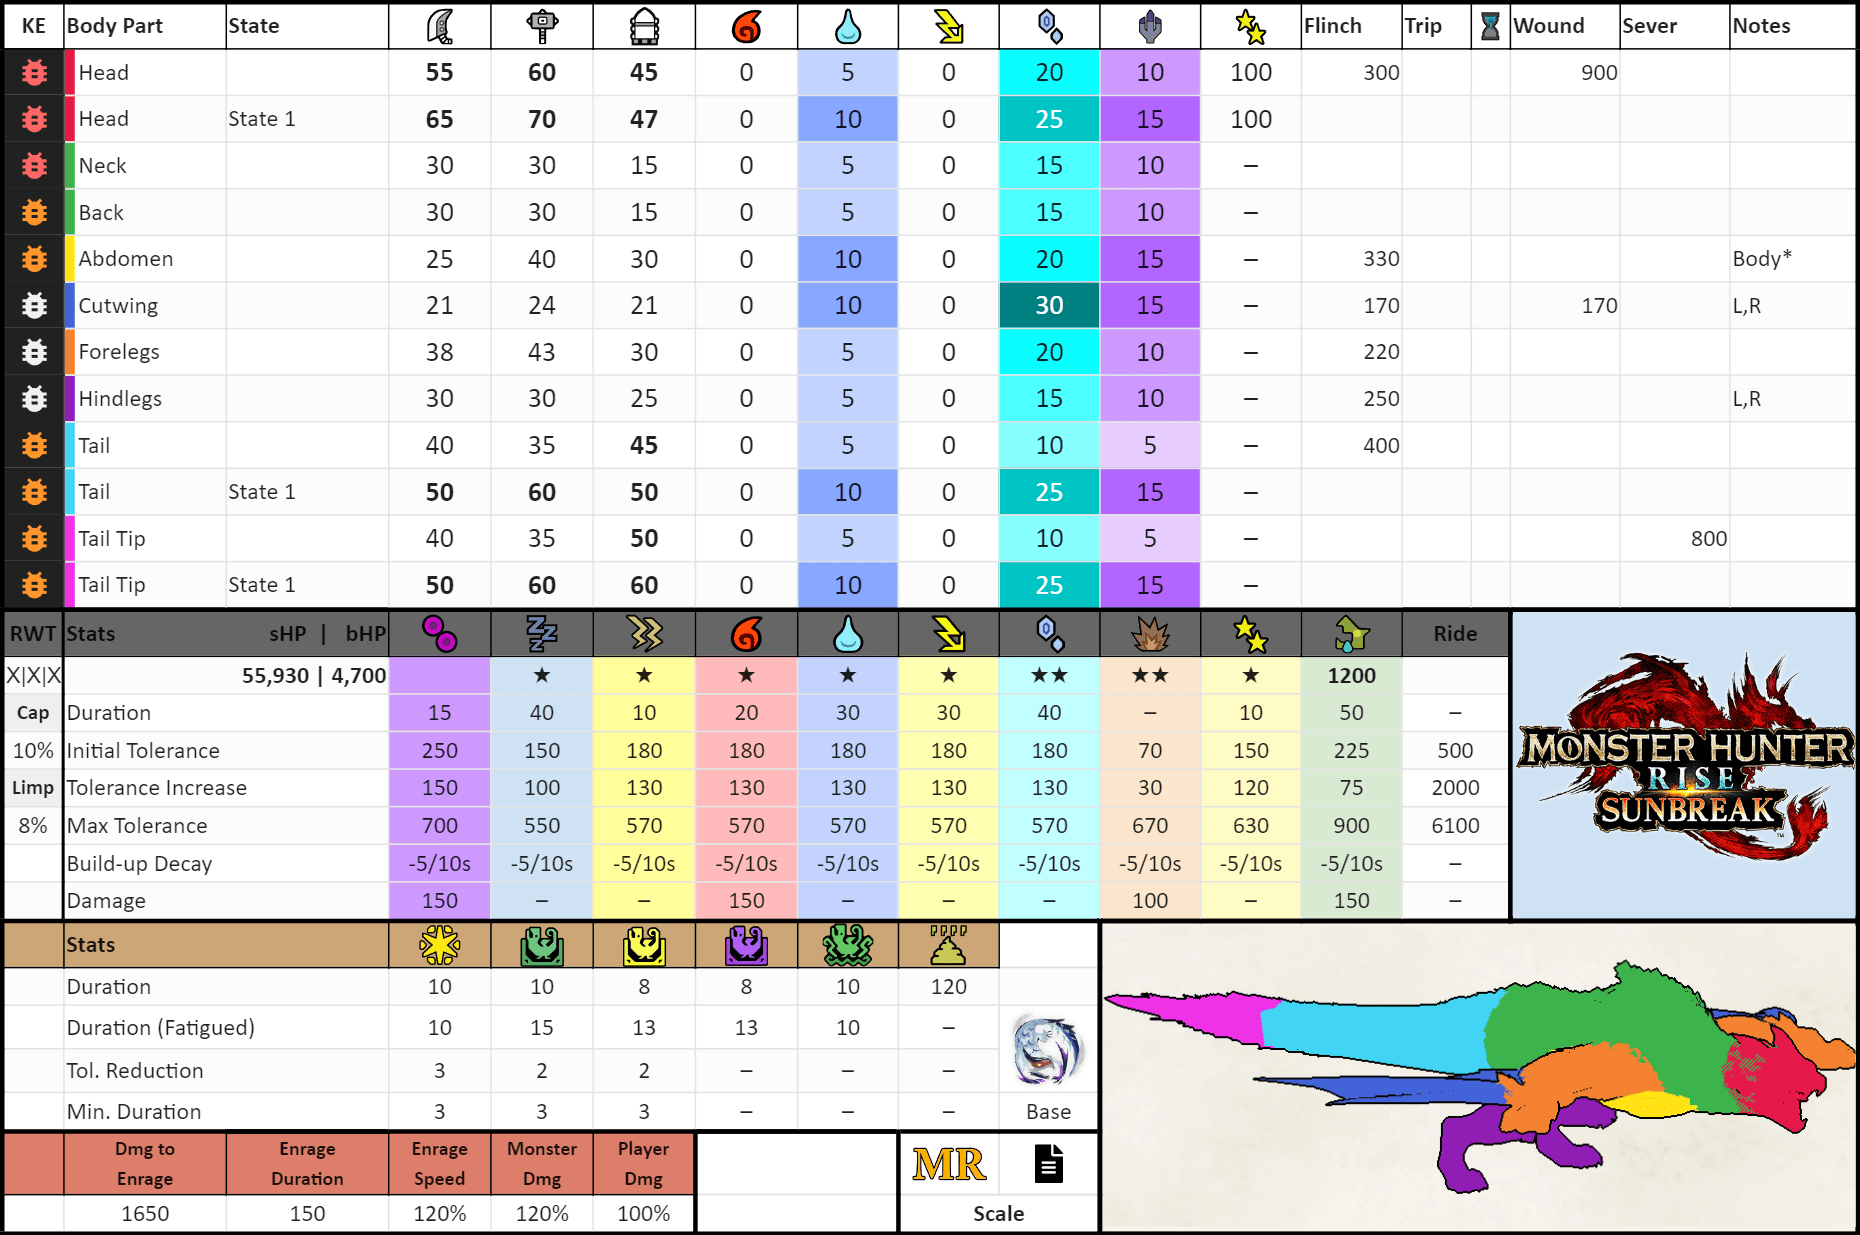 KE Body Part State Flinch Trip Wound Sever Notes
Head 55 60 45 0 5 0 20 10 100 300 900
Head State 1 65 70 47 0 10 0 25 15 100
Neck 30 30 15 0 5 0 15 10 –
Back 30 30 15 0 5 0 15 10 –
Abdomen 25 40 30 0 10 0 20 15 – 330 Body*
Cutwing 21 24 21 0 10 0 30 15 – 170 170 L,R
Forelegs 38 43 30 0 5 0 20 10 – 220
Hindlegs 30 30 25 0 5 0 15 10 – 250 L,R
Tail 40 35 45 0 5 0 10 5 – 400
Tail State 1 50 60 50 0 10 0 25 15 –
Tail Tip 40 35 50 0 5 0 10 5 – 800
Tail Tip State 1 50 60 60 0 10 0 25 15 –
RWT Stats sHP | bHP Ride
X|X|X 55,930 | 4,700 ★ ★ ★ ★ ★ ★★ ★★ ★ 1200
Cap Duration 15 40 10 20 30 30 40 – 10 50 –
10% Initial Tolerance 250 150 180 180 180 180 180 70 150 225 500
Limp Tolerance Increase 150 100 130 130 130 130 130 30 120 75 2000
8% Max Tolerance 700 550 570 570 570 570 570 670 630 900 6100
Build-up Decay -5/10s -5/10s -5/10s -5/10s -5/10s -5/10s -5/10s -5/10s -5/10s -5/10s –
Damage 150 – – 150 – – – 100 – 150 –
MONSTER HUNTER
RISE
SUNBREAK
™
Stats
Duration 10 10 8 8 10 120
Duration (Fatigued) 10 15 13 13 10 –
Tol. Reduction 3 2 2 – – –
Min. Duration 3 3 3 – – – Base
Dmg to Enrage Enrage Monster Player
Enrage Duration Speed Dmg Dmg MR
1650 150 120% 120% 100% Scale